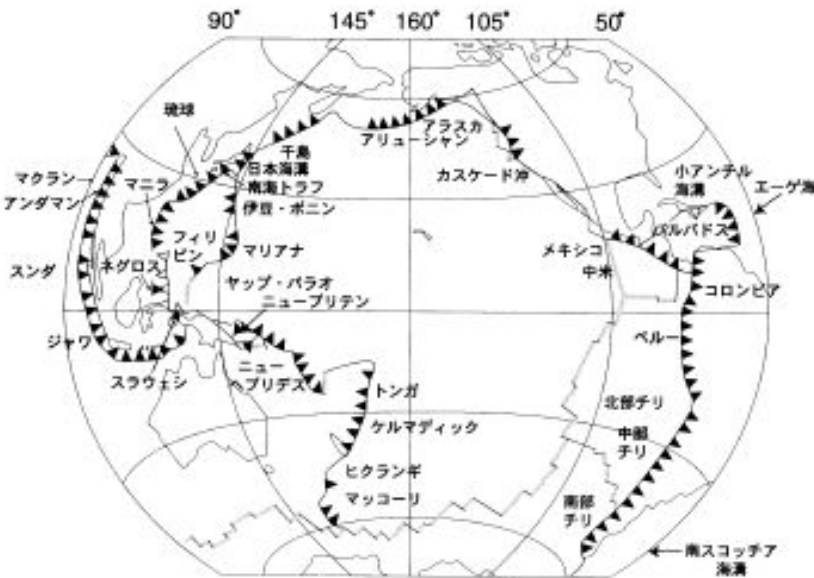 90° 145° 160° 105° 50°
琉球
千島
アラスカ
アリューシャン
日本海溝
カスケード沖
小アンチル
海溝
エーゲ海
マクラン
マニラ
南海トラフ
アンダマン
伊豆・ボニン
バルバドス
フィリ
ピン
マリアナ
メキシコ
スンダ
ネグロス
中米
ヤップ・パラオ
コロンビア
ニューブリテン
ジャワ
ペルー
スラウェシ
ニュー
ヘブリデス
トンガ
北部チリ
ケルマディック
中部
チリ
ヒクランギ
マッコーリ
南部
チリ
南スコッチア
海溝